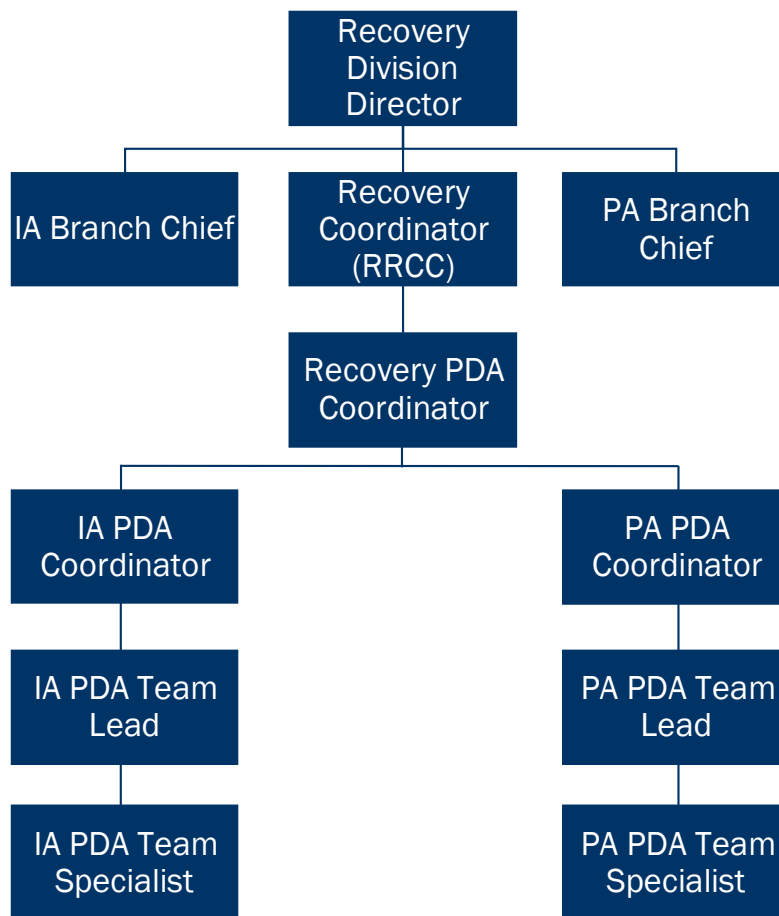 Recovery
Division
Director
IA Branch Chief
Recovery
Coordinator
(RRCC)
PA Branch
Chief
Recovery PDA
Coordinator
IA PDA
Coordinator
PA PDA
Coordinator
IA PDA Team
Lead
PA PDA Team
Lead
IA PDA Team
Specialist
PA PDA Team
Specialist